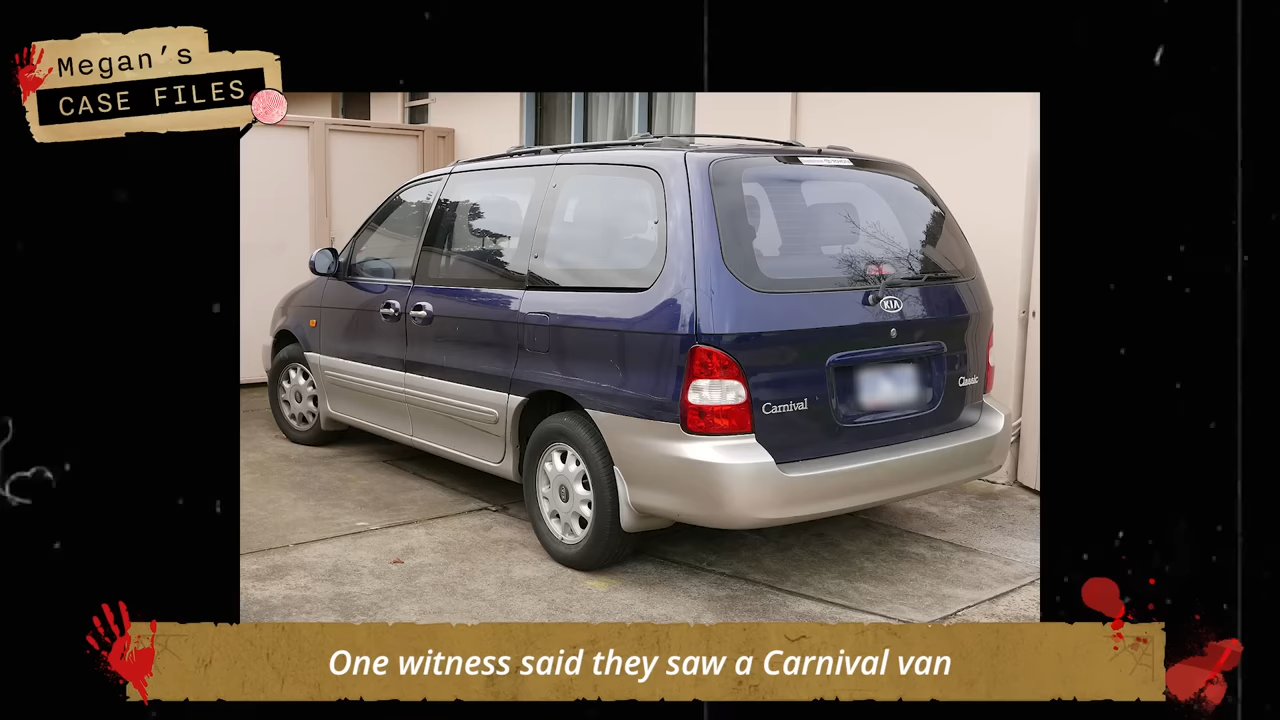 Megan's
CASE FILES
KIA
Classic
Carnival
One witness said they saw a Carnival van